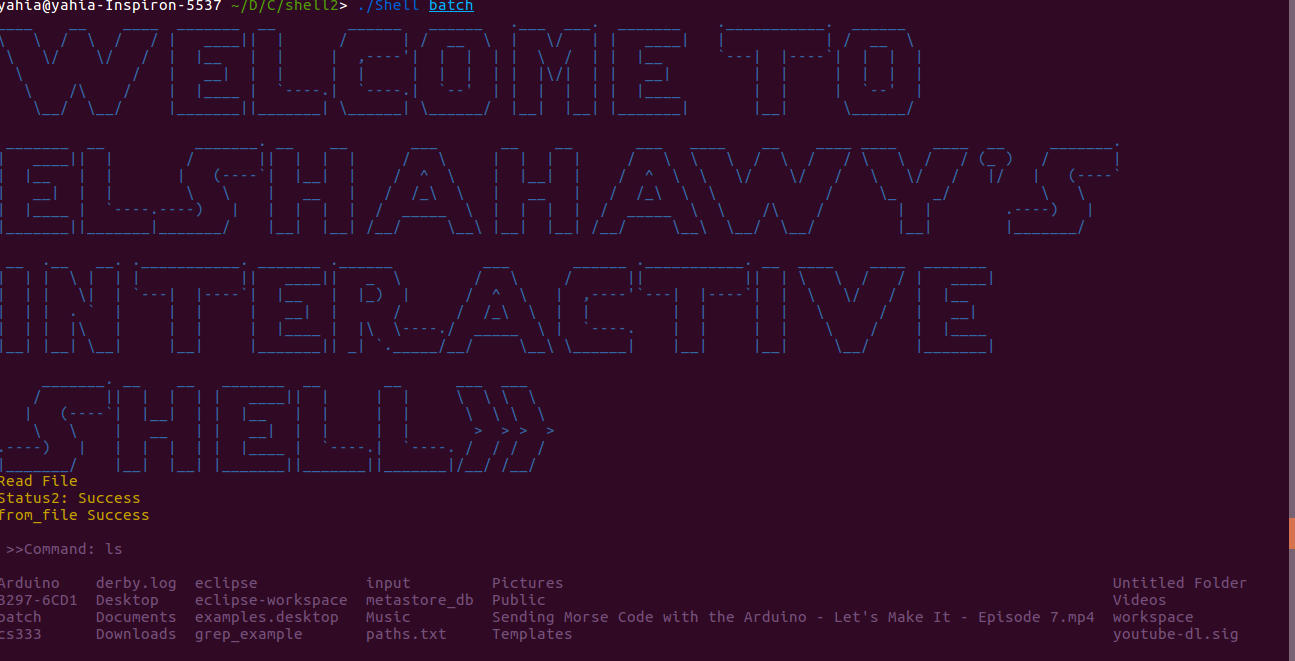 yahia@yahia-Inspiron-5537 ~/D/C/shell2> ./Shell batch
WELCOME TO
ELSHAHAWY'S
INTERACTIVE
SHELL>>
Read File
Status2: Success
from_file Success
>>Command: ls
Arduino derby.log eclipse input Pictures Untitled Folder
B297-6CD1 Desktop eclipse-workspace metastore_db Public Videos
batch Documents examples.desktop Music Sending Morse Code with the Arduino - Let's Make It - Episode 7.mp4 workspace
cs333 Downloads grep_example paths.txt Templates youtube-dl.sig